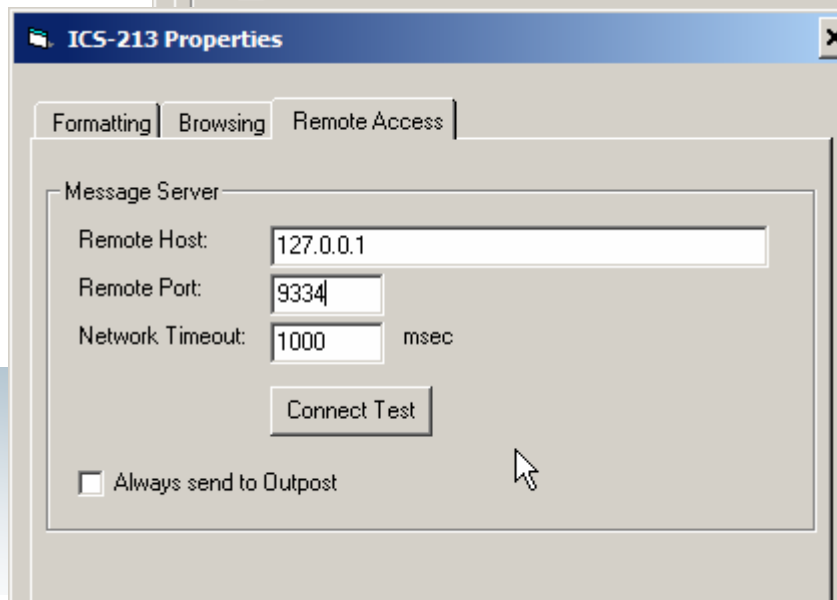 ICS-213 Properties
Formatting Browsing Remote Access
Message Server
Remote Host: 127.0.0.1
Remote Port: 9334
Network Timeout: 1000 msec
Connect Test
Always send to Outpost